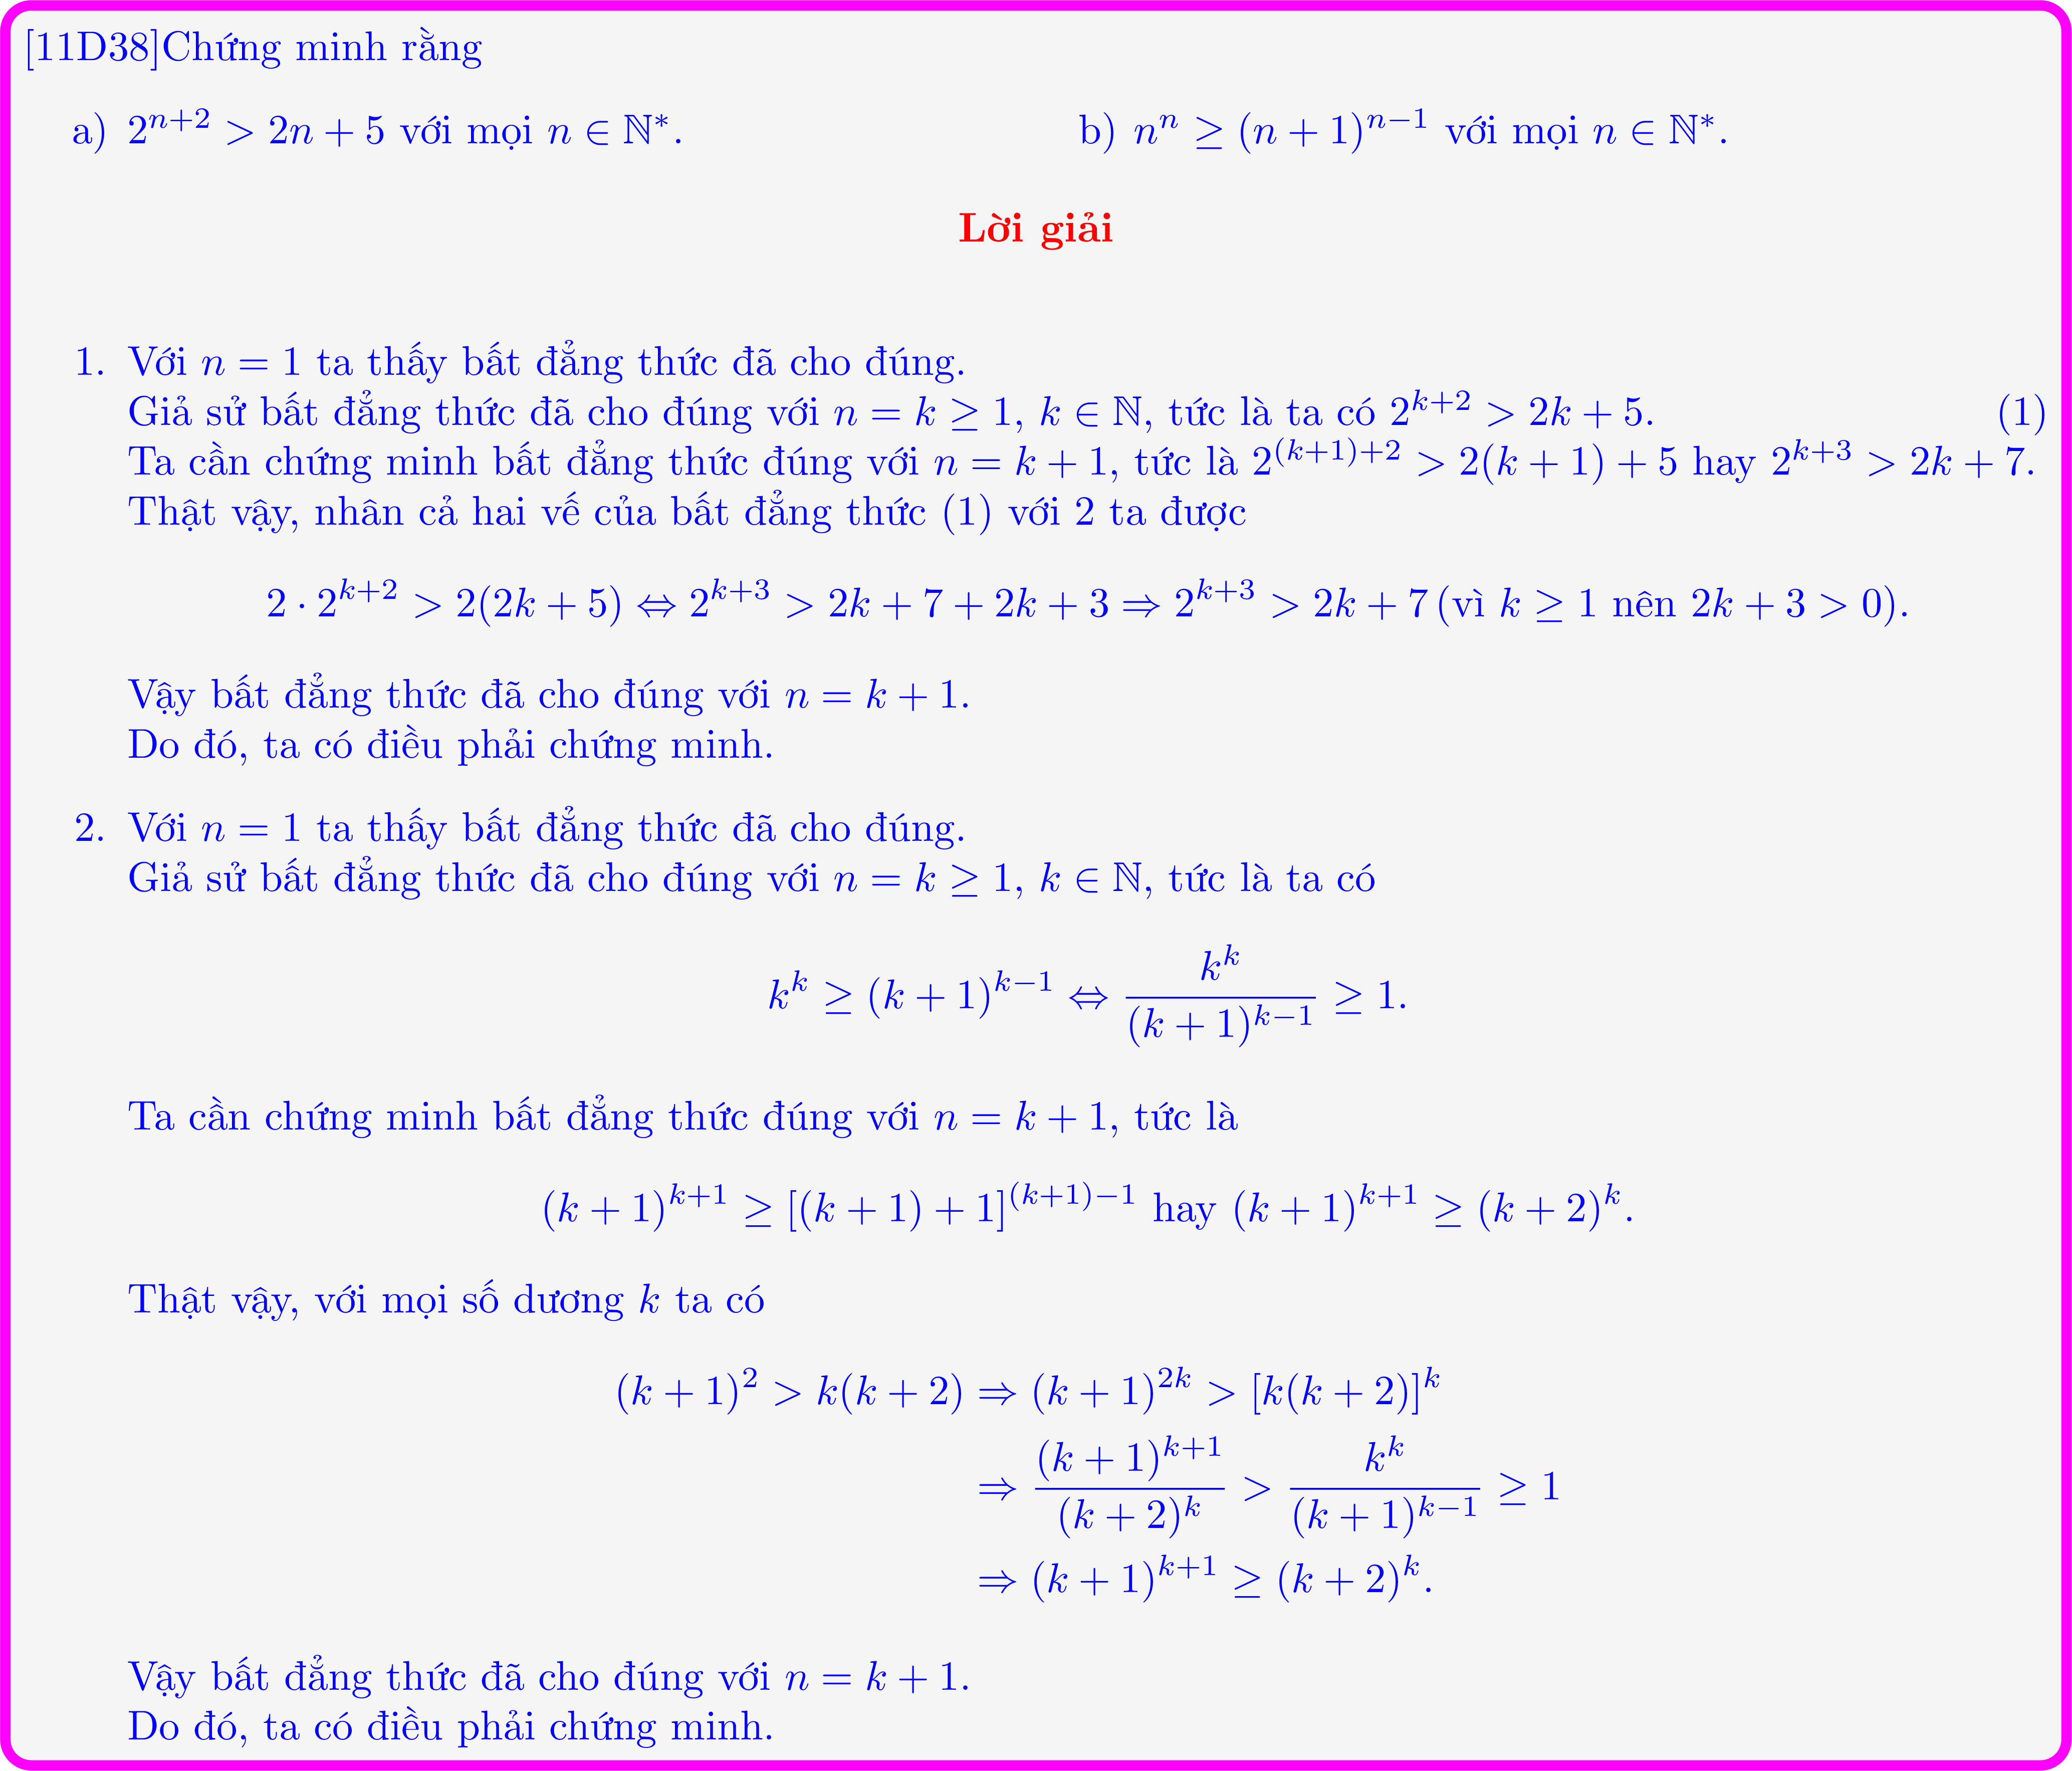 [11D38]Chứng minh rằng
a) $2^{n+2} > 2n + 5$ với mọi $n \in \mathbb{N}^*$. b) $n^n \geq (n + 1)^{n-1}$ với mọi $n \in \mathbb{N}^*$.
Lời giải
1. Với $n = 1$ ta thấy bất đẳng thức đã cho đúng.
Giả sử bất đẳng thức đã cho đúng với $n = k \geq 1$, $k \in \mathbb{N}$, tức là ta có $2^{k+2} > 2k + 5$. (1)
Ta cần chứng minh bất đẳng thức đúng với $n = k + 1$, tức là $2^{(k+1)+2} > 2(k + 1) + 5$ hay $2^{k+3} > 2k + 7$.
Thật vậy, nhân cả hai vế của bất đẳng thức (1) với 2 ta được
$2 \cdot 2^{k+2} > 2(2k + 5) \Leftrightarrow 2^{k+3} > 2k + 7 + 2k + 3 \Rightarrow 2^{k+3} > 2k + 7$ (vì $k \geq 1$ nên $2k + 3 > 0$).
Vậy bất đẳng thức đã cho đúng với $n = k + 1$.
Do đó, ta có điều phải chứng minh.
2. Với $n = 1$ ta thấy bất đẳng thức đã cho đúng.
Giả sử bất đẳng thức đã cho đúng với $n = k \geq 1$, $k \in \mathbb{N}$, tức là ta có
$k^k \geq (k + 1)^{k-1} \Leftrightarrow \frac{k^k}{(k + 1)^{k-1}} \geq 1.$
Ta cần chứng minh bất đẳng thức đúng với $n = k + 1$, tức là
$(k + 1)^{k+1} \geq [(k + 1) + 1]^{(k+1)-1}$ hay $(k + 1)^{k+1} \geq (k + 2)^k$.
Thật vậy, với mọi số dương $k$ ta có
$(k + 1)^2 > k(k + 2) \Rightarrow (k + 1)^{2k} > [k(k + 2)]^k$
$\Rightarrow \frac{(k + 1)^{k+1}}{(k + 2)^k} > \frac{k^k}{(k + 1)^{k-1}} \geq 1$
$\Rightarrow (k + 1)^{k+1} \geq (k + 2)^k.$
Vậy bất đẳng thức đã cho đúng với $n = k + 1$.
Do đó, ta có điều phải chứng minh.